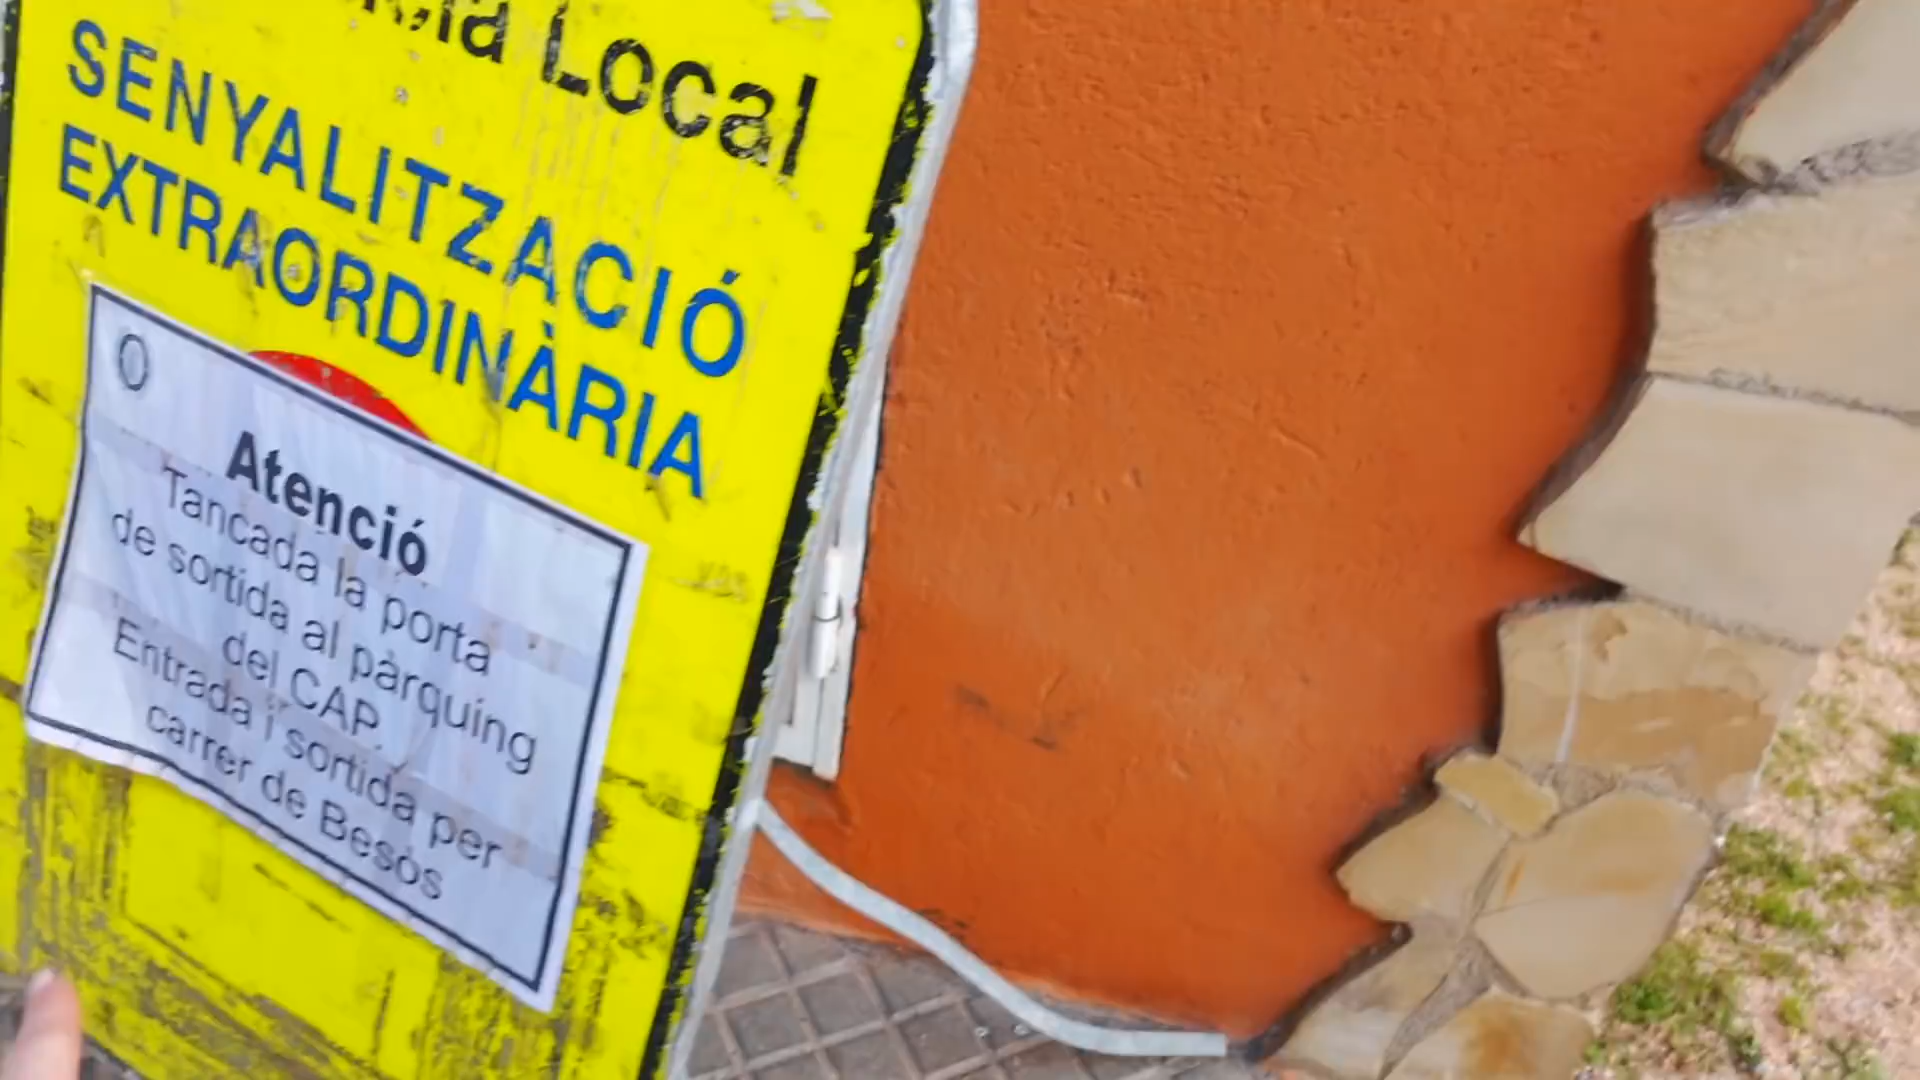 Local
SENYALITZACIÓ
EXTRAORDINÀRIA
Atenció
Tancada la porta
de sortida al pàrquing
del CAP.
Entrada i sortida per
carrer de Besòs